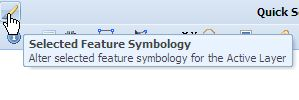 Quick S
Selected Feature Symbology
Alter selected feature symbology for the Active Layer